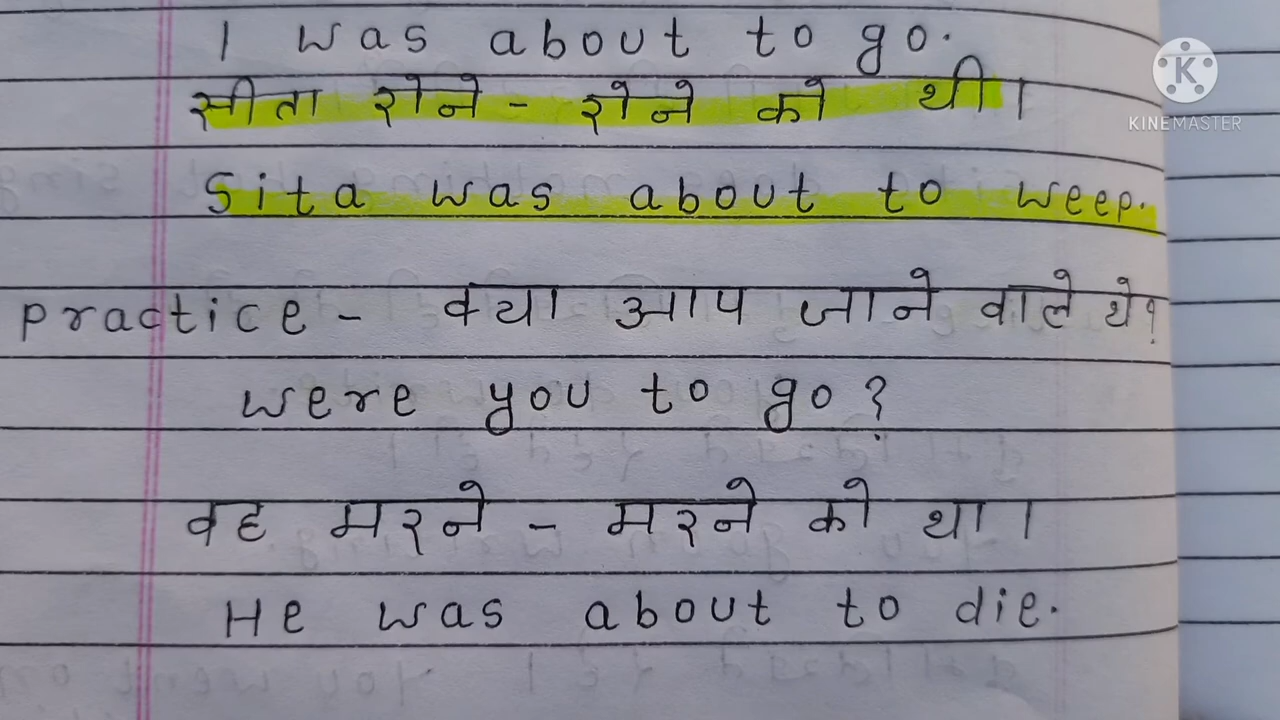 I was about to go.
सीता रोने - रोने को थी।
Sita was about to weep.
practice - क्या आप जाने वाले थे?
were you to go?
वह मरने - मरने को था।
He was about to die.
K
KINEMASTER